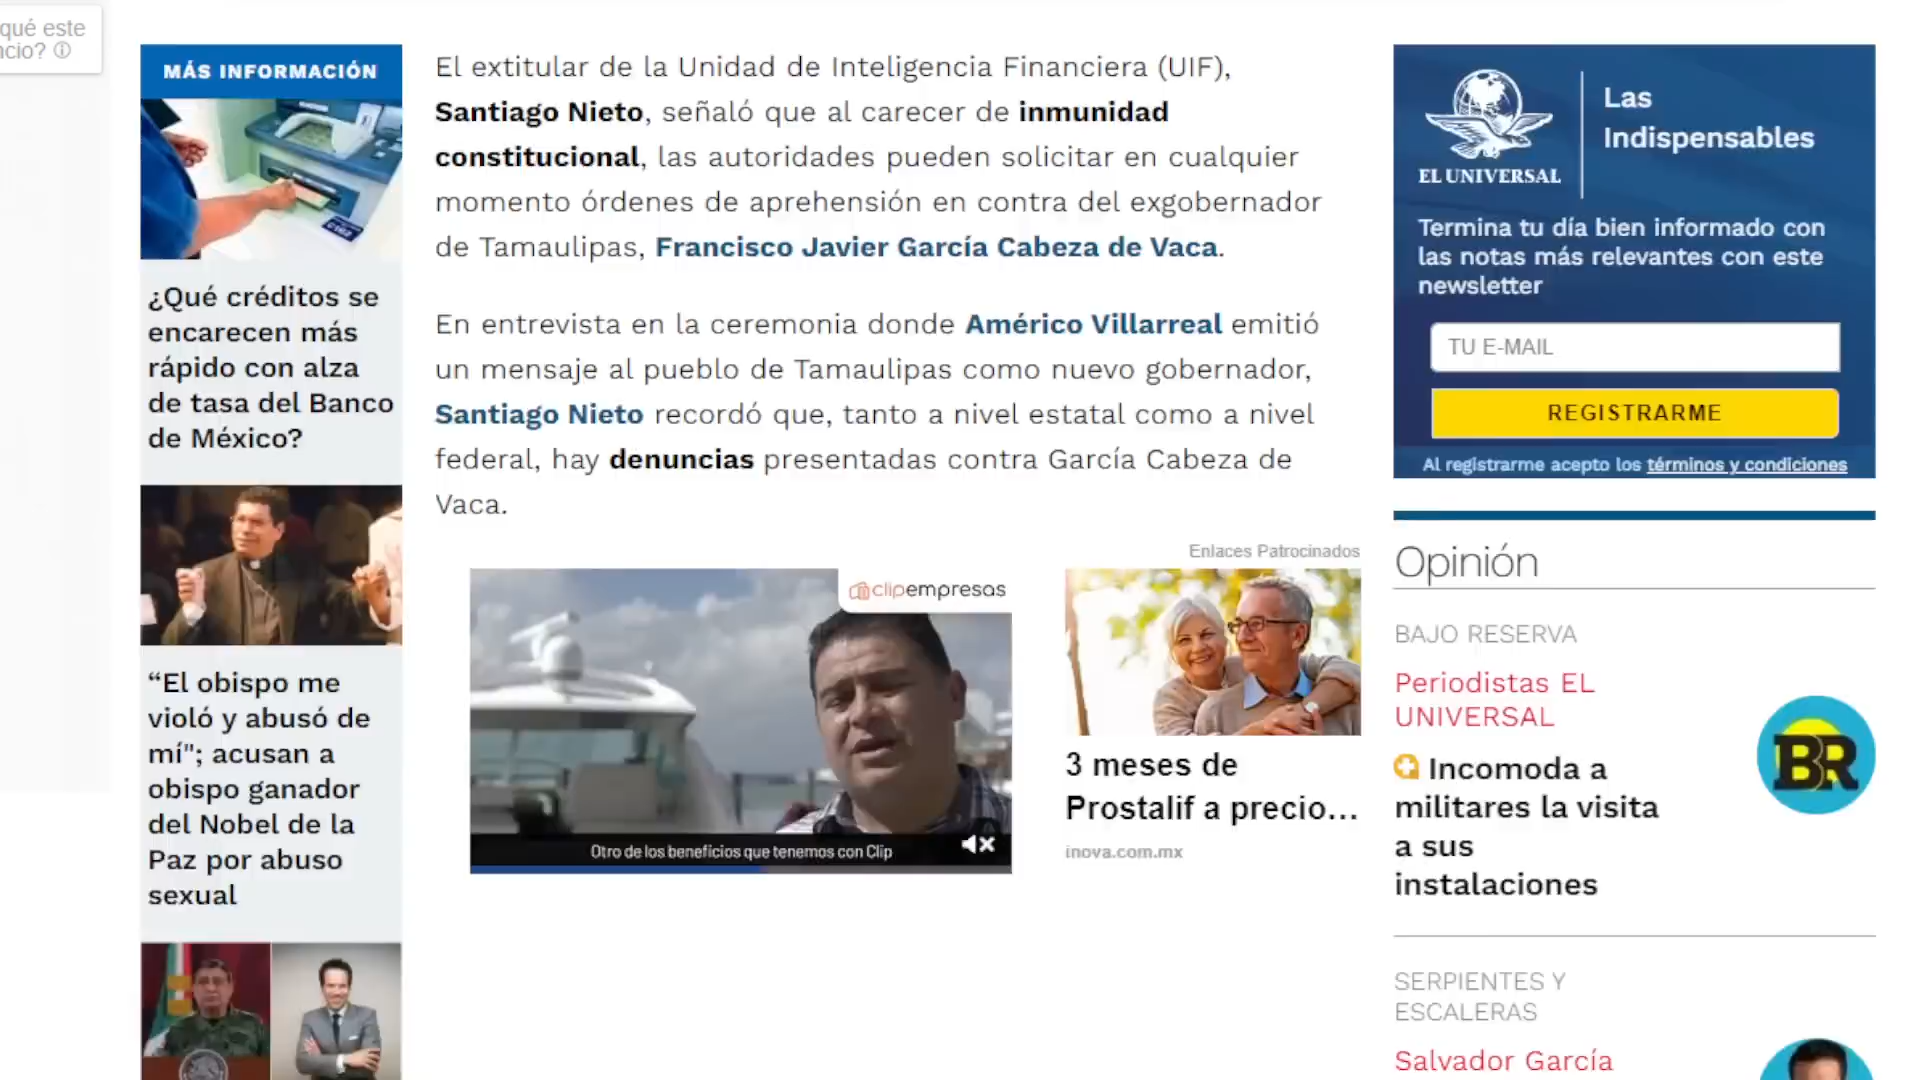 qué este
ncio? ⓘ
MÁS INFORMACIÓN
¿Qué créditos se
encarecen más
rápido con alza
de tasa del Banco
de México?
“El obispo me
violó y abusó de
mí"; acusan a
obispo ganador
del Nobel de la
Paz por abuso
sexual
El extitular de la Unidad de Inteligencia Financiera (UIF),
Santiago Nieto, señaló que al carecer de inmunidad
constitucional, las autoridades pueden solicitar en cualquier
momento órdenes de aprehensión en contra del exgobernador
de Tamaulipas, Francisco Javier García Cabeza de Vaca.
En entrevista en la ceremonia donde Américo Villarreal emitió
un mensaje al pueblo de Tamaulipas como nuevo gobernador,
Santiago Nieto recordó que, tanto a nivel estatal como a nivel
federal, hay denuncias presentadas contra García Cabeza de
Vaca.
Enlaces Patrocinados
clipempresas
Otro de los beneficios que tenemos con Clip
3 meses de
Prostalif a precio...
inova.com.mx
EL UNIVERSAL
Las
Indispensables
Termina tu día bien informado con
las notas más relevantes con este
newsletter
TU E-MAIL
REGISTRARME
Al registrarme acepto los términos y condiciones
Opinión
BAJO RESERVA
Periodistas EL
UNIVERSAL
Incomoda a
militares la visita
a sus
instalaciones
BR
SERPIENTES Y
ESCALERAS
Salvador García